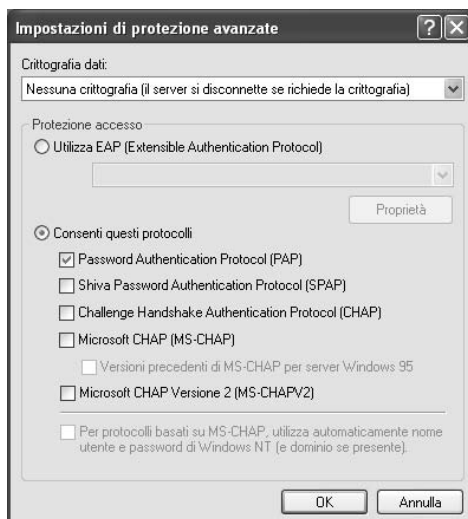 Impostazioni di protezione avanzate
Crittografia dati:
Nessuna crittografia (il server si disconnette se richiede la crittografia)
Protezione accesso
Utilizza EAP (Extensible Authentication Protocol)
Proprietà
Consenti questi protocolli
Password Authentication Protocol (PAP)
Shiva Password Authentication Protocol (SPAP)
Challenge Handshake Authentication Protocol (CHAP)
Microsoft CHAP (MS-CHAP)
Versioni precedenti di MS-CHAP per server Windows 95
Microsoft CHAP Versione 2 (MS-CHAPV2)
Per protocolli basati su MS-CHAP, utilizza automaticamente nome
utente e password di Windows NT (e dominio se presente).
OK
Annulla